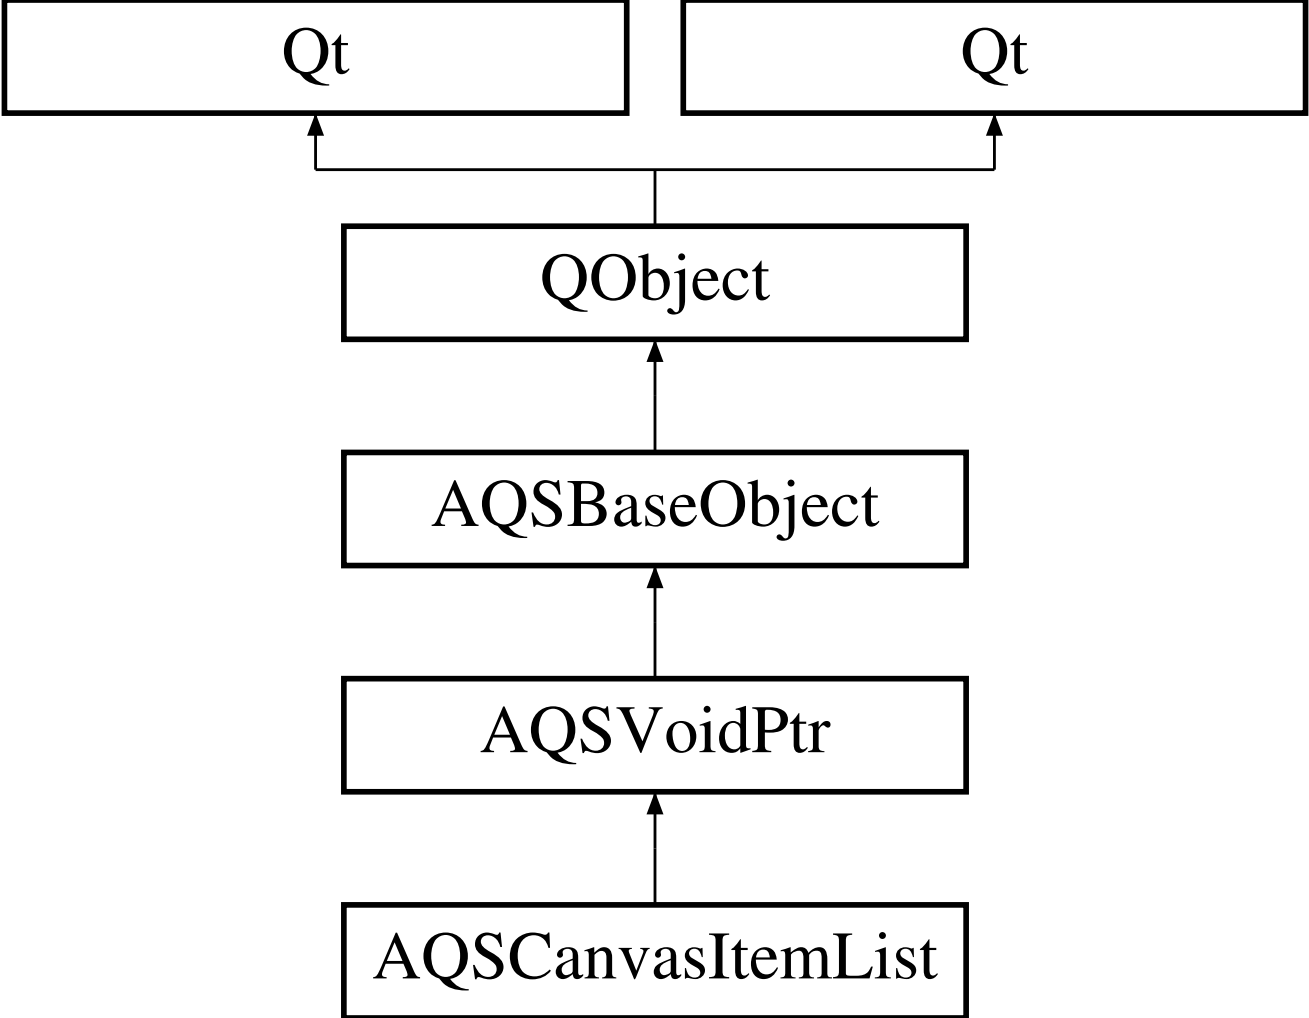 Qt
Qt
QObject
AQSBaseObject
AQSVoidPtr
AQSCanvasItemList